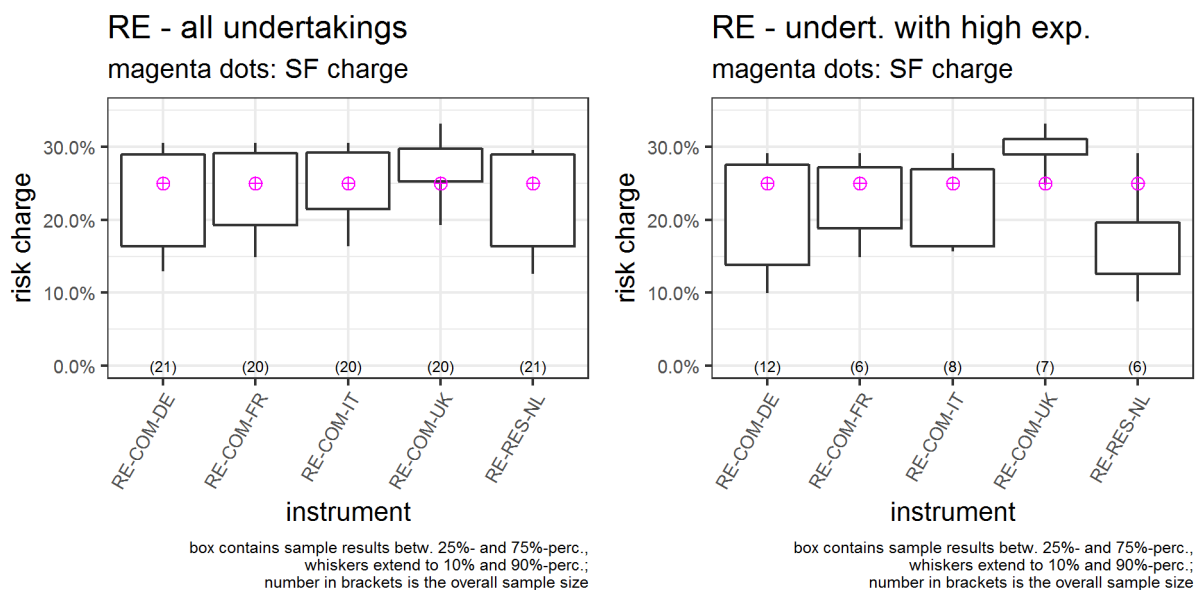 RE - all undertakings
magenta dots: SF charge
risk charge
30.0%
20.0%
10.0%
0.0%
(21)
(20)
(20)
(20)
(21)
RE-COM-DE
RE-COM-FR
RE-COM-IT
RE-COM-UK
RE-RES-NL
instrument
box contains sample results betw. 25%- and 75%-perc.,
whiskers extend to 10% and 90%-perc.;
number in brackets is the overall sample size
RE - undert. with high exp.
magenta dots: SF charge
risk charge
30.0%
20.0%
10.0%
0.0%
(12)
(6)
(8)
(7)
(6)
RE-COM-DE
RE-COM-FR
RE-COM-IT
RE-COM-UK
RE-RES-NL
instrument
box contains sample results betw. 25%- and 75%-perc.,
whiskers extend to 10% and 90%-perc.;
number in brackets is the overall sample size